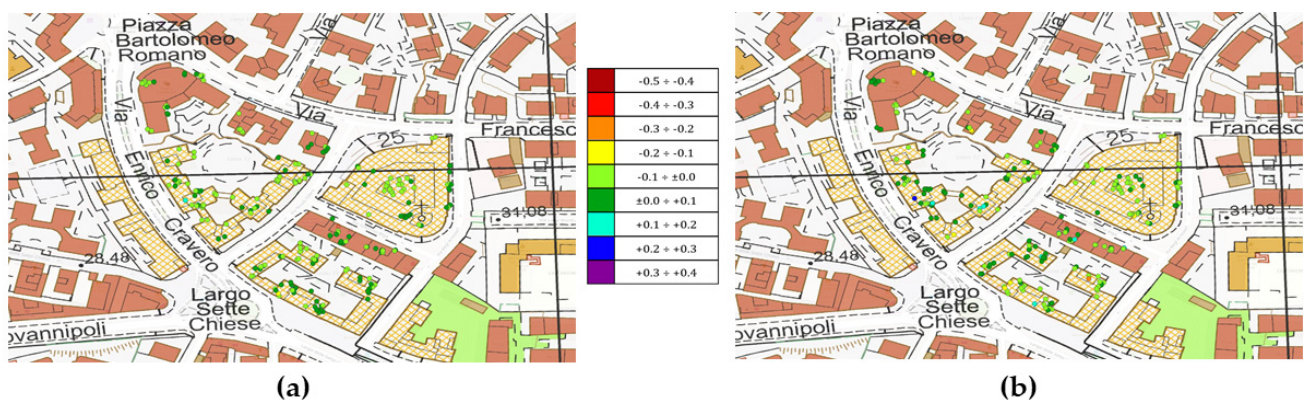 Piazza
Bartolomeo
Romano
Via
Via
Via
Francesc
25
Enrico
Cravero
31'08
28.48
Largo
Sette
Chiese
ovannipoli
(a)
-0.5 ÷ -0.4
-0.4 ÷ -0.3
-0.3 ÷ -0.2
-0.2 ÷ -0.1
-0.1 ÷ ±0.0
±0.0 ÷ +0.1
+0.1 ÷ +0.2
+0.2 ÷ +0.3
+0.3 ÷ +0.4
Piazza
Bartolomeo
Romano
Via
Via
Via
Francesc
25
Enrico
Cravero
31'08
28.48
Largo
Sette
Chiese
ovannipoli
(b)